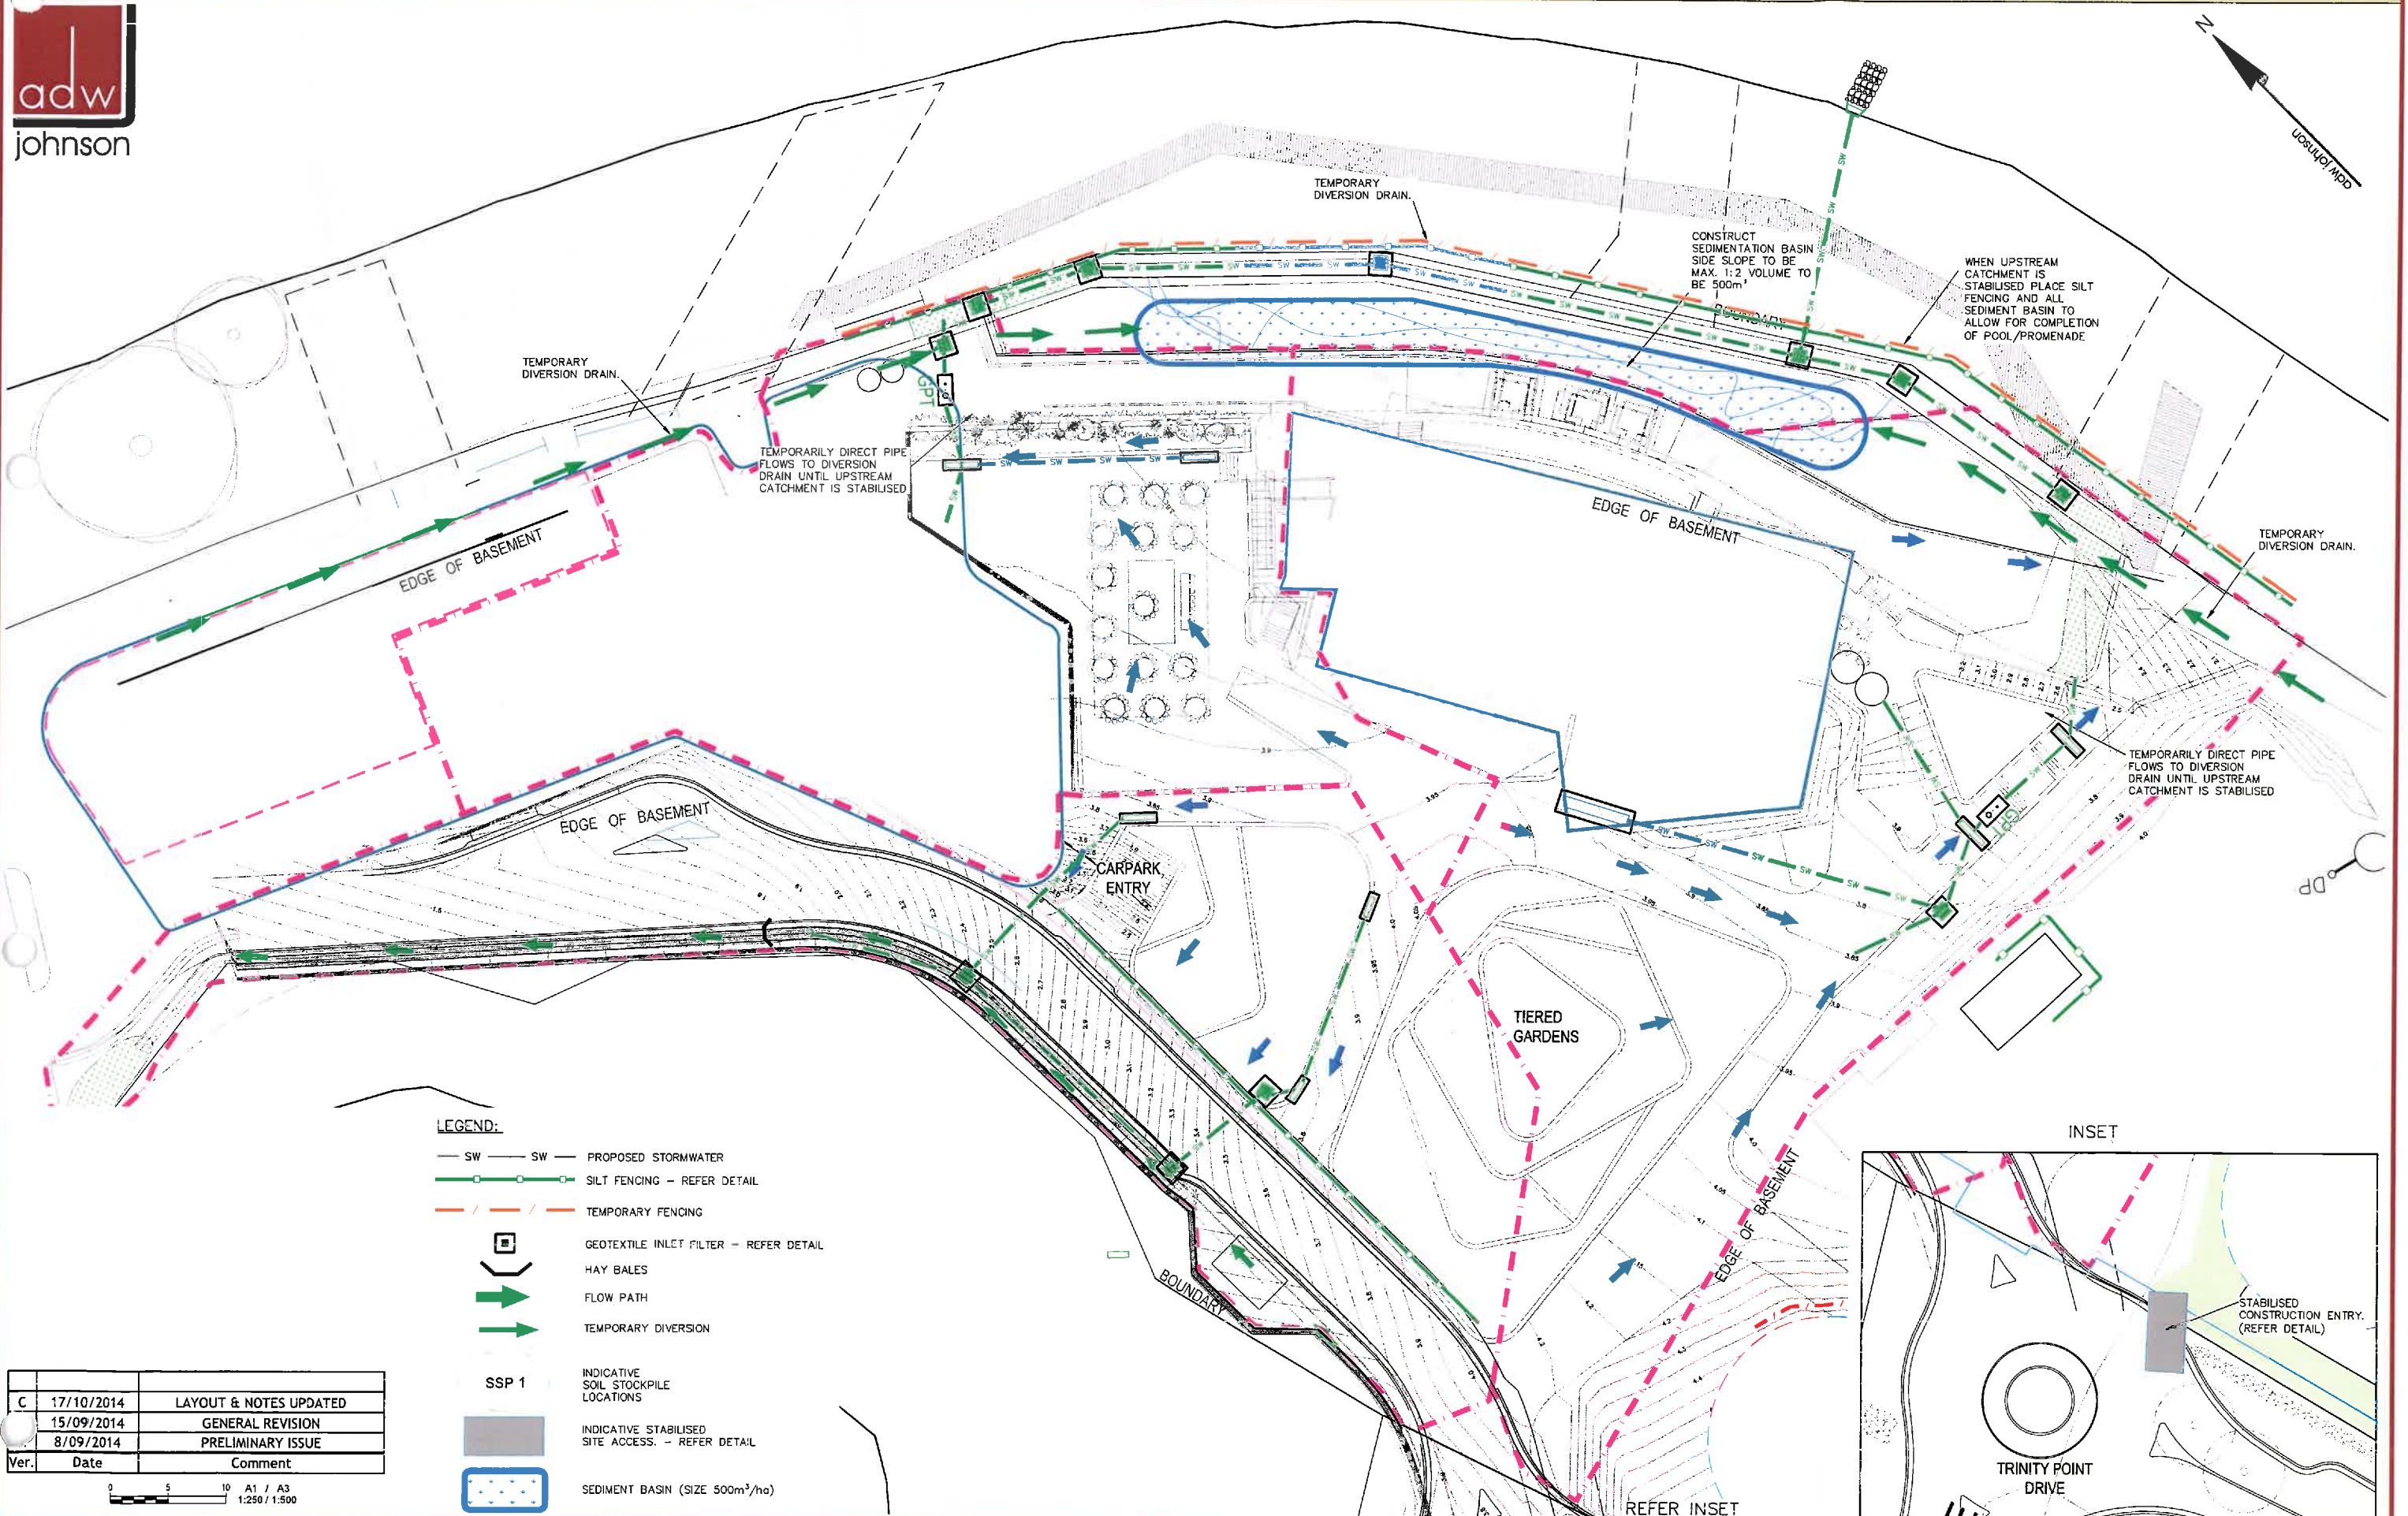 adw
johnson
N
adw johnson
TEMPORARY
DIVERSION DRAIN.
CONSTRUCT
SEDIMENTATION BASIN
SIDE SLOPE TO BE
MAX. 1:2 VOLUME TO
BE 500m³
WHEN UPSTREAM
CATCHMENT IS
STABILISED PLACE SILT
FENCING AND ALL
SEDIMENT BASIN TO
ALLOW FOR COMPLETION
OF POOL/PROMENADE
BOUNDARY
TEMPORARY
DIVERSION DRAIN.
GPT
TEMPORARILY DIRECT PIPE
FLOWS TO DIVERSION
DRAIN UNTIL UPSTREAM
CATCHMENT IS STABILISED
EDGE OF BASEMENT
EDGE OF BASEMENT
TEMPORARY
DIVERSION DRAIN.
TEMPORARILY DIRECT PIPE
FLOWS TO DIVERSION
DRAIN UNTIL UPSTREAM
CATCHMENT IS STABILISED
GPT
DP
EDGE OF BASEMENT
CARPARK
ENTRY
TIERED
GARDENS
EDGE OF BASEMENT
BOUNDARY
LEGEND:
SW SW PROPOSED STORMWATER
SILT FENCING - REFER DETAIL
TEMPORARY FENCING
GEOTEXTILE INLET FILTER - REFER DETAIL
HAY BALES
FLOW PATH
TEMPORARY DIVERSION
SSP 1
INDICATIVE
SOIL STOCKPILE
LOCATIONS
INDICATIVE STABILISED
SITE ACCESS. - REFER DETAIL
SEDIMENT BASIN (SIZE 500m³/ha)
C 17/10/2014 LAYOUT & NOTES UPDATED
15/09/2014 GENERAL REVISION
8/09/2014 PRELIMINARY ISSUE
Ver. Date Comment
0 5 10 A1 / A3
1:250 / 1:500
INSET
STABILISED
CONSTRUCTION ENTRY.
(REFER DETAIL)
TRINITY POINT
DRIVE
REFER INSET